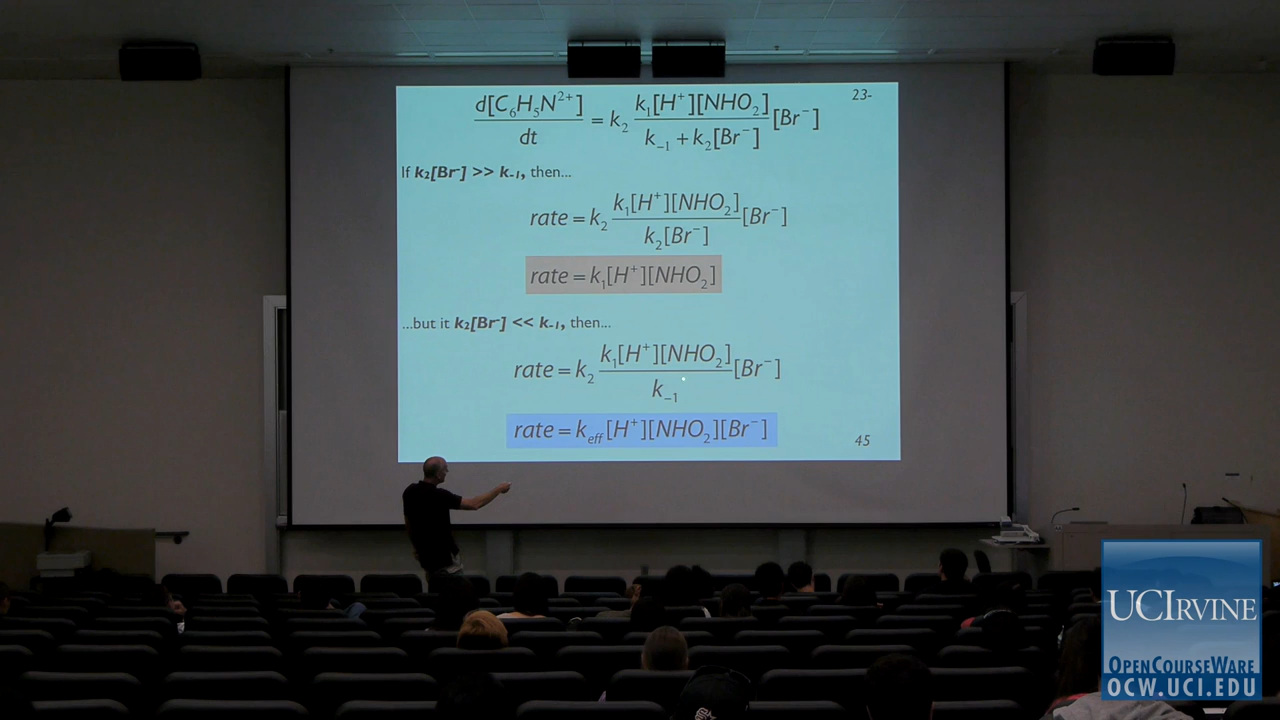 d[C₆H₅N²⁺]/dt = k₂ k₁[H⁺][NHO₂]/(k₋₁ + k₂[Br⁻]) [Br⁻]
23-
If k₂[Br⁻] >> k₋₁, then...
rate = k₂ k₁[H⁺][NHO₂]/k₂[Br⁻] [Br⁻]
rate = k₁[H⁺][NHO₂]
...but it k₂[Br⁻] << k₋₁, then...
rate = k₂ k₁[H⁺][NHO₂]/k₋₁ [Br⁻]
rate = k_eff[H⁺][NHO₂][Br⁻]
45
UCIRVINE
OPENCOURSEWARE
OCW.UCI.EDU